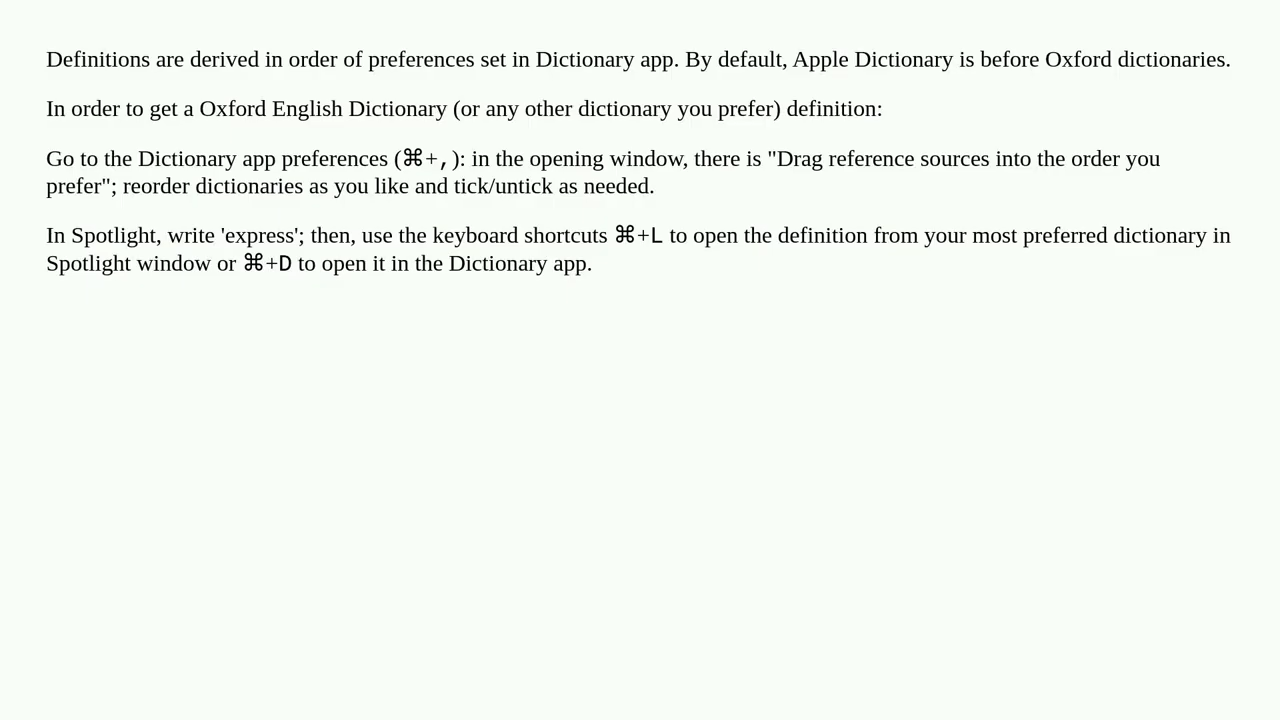 Definitions are derived in order of preferences set in Dictionary app. By default, Apple Dictionary is before Oxford dictionaries.
In order to get a Oxford English Dictionary (or any other dictionary you prefer) definition:
Go to the Dictionary app preferences (⌘+,): in the opening window, there is "Drag reference sources into the order you
prefer"; reorder dictionaries as you like and tick/untick as needed.
In Spotlight, write 'express'; then, use the keyboard shortcuts ⌘+L to open the definition from your most preferred dictionary in
Spotlight window or ⌘+D to open it in the Dictionary app.